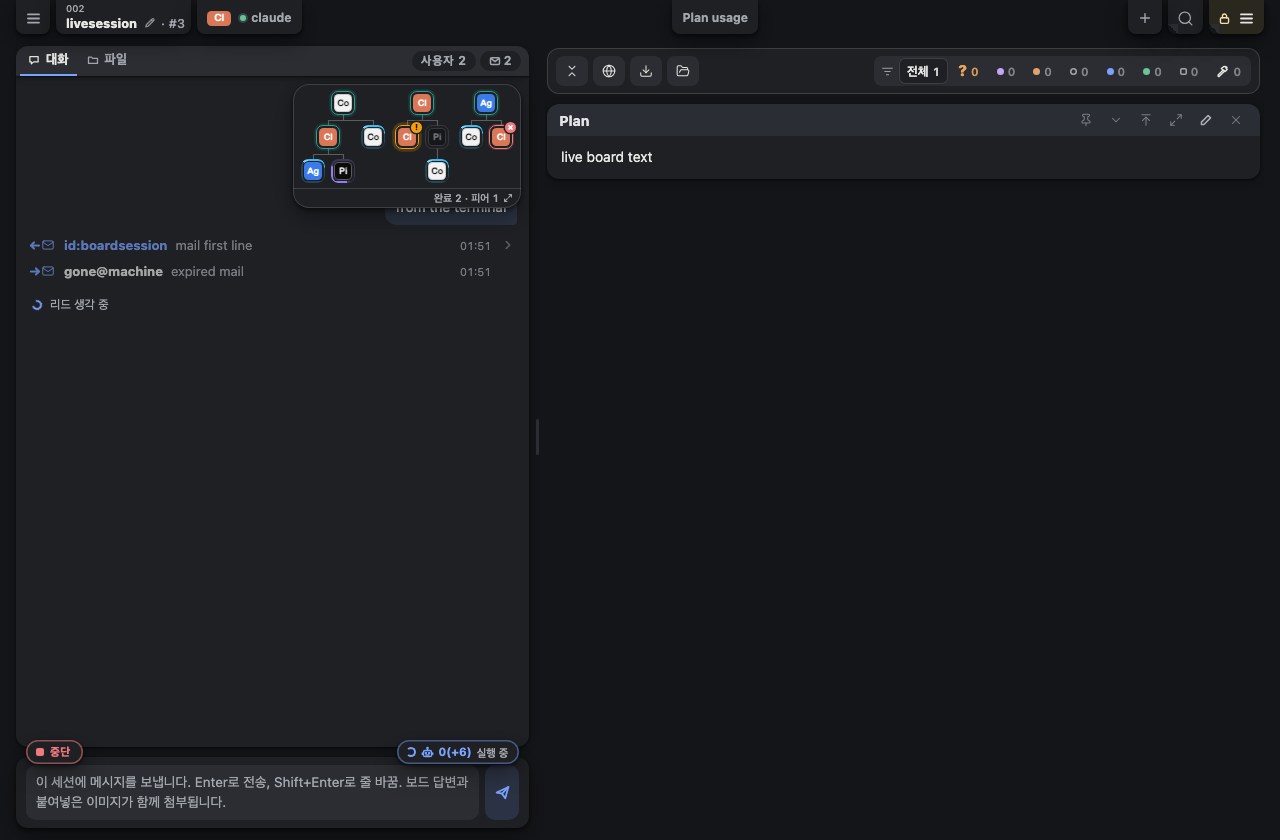 002
livesession · #3
Cl claude
Plan usage
대화
파일
사용자 2
2
Co Cl Ag
Cl Co Cl ! Pi Co Cl
Ag Pi Co
완료 2 · 피어 1
from the terminal
id:boardsession mail first line 01:51
gone@machine expired mail 01:51
리드 생각 중
중단
0(+6) 실행 중
이 세션에 메시지를 보냅니다. Enter로 전송, Shift+Enter로 줄 바꿈. 보드 답변과
붙여넣은 이미지가 함께 첨부됩니다.
전체 1
? 0
0
0
0
0
0
0
0
Plan
live board text